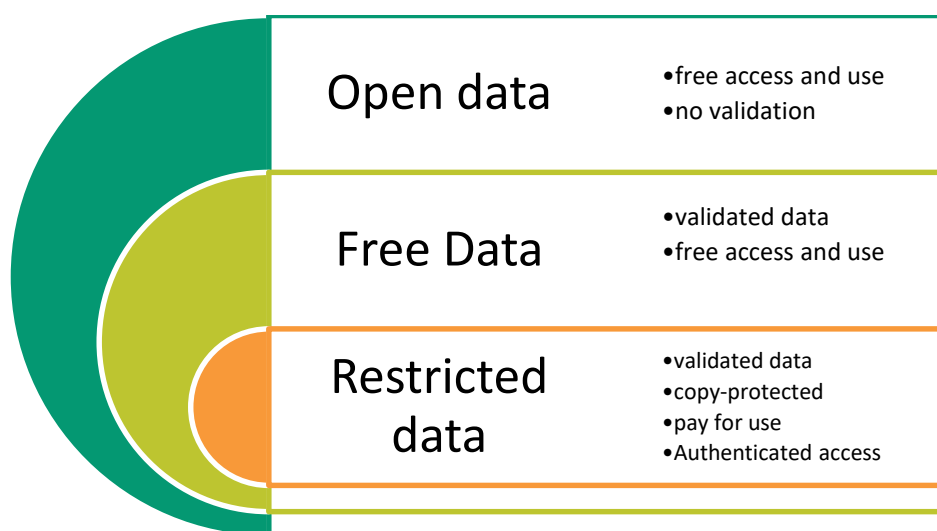 Open data
•free access and use
•no validation
Free Data
•validated data
•free access and use
Restricted
data
•validated data
•copy-protected
•pay for use
•Authenticated access